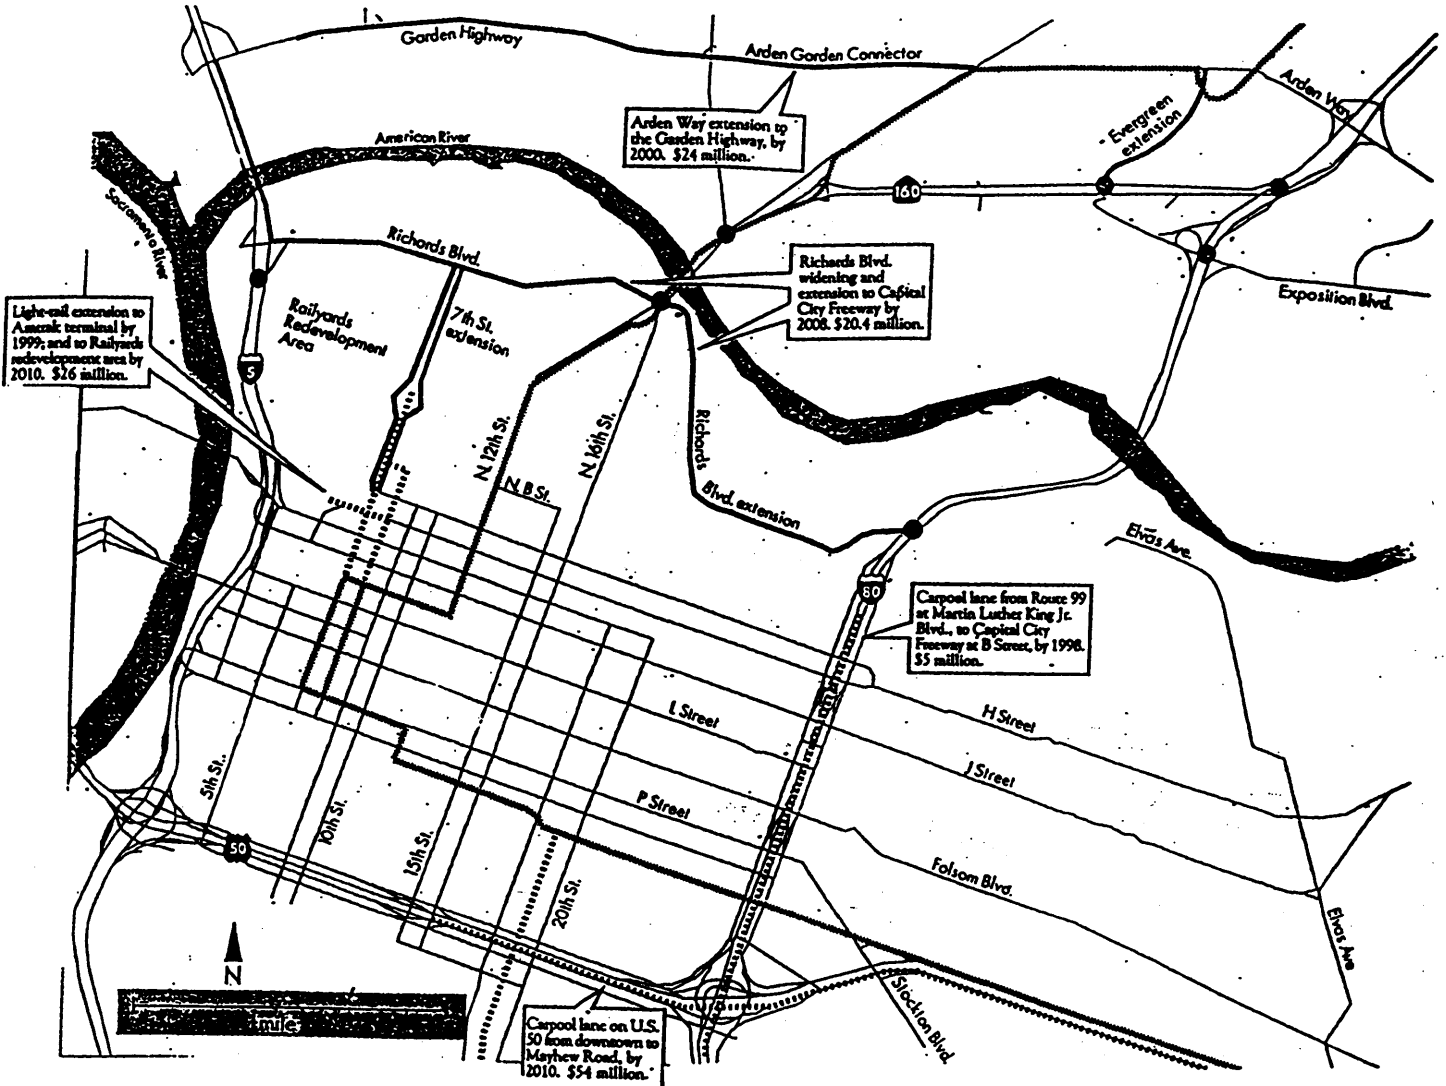 Garden Highway
Arden Garden Connector
Arden Way
Evergreen
extension
Arden Way extension to
the Garden Highway, by
2000. $24 million.
American River
Sacramento River
160
Richards Blvd.
Richards Blvd.
widening and
extension to Capital
City Freeway by
2008. $20.4 million.
Exposition Blvd.
Light-rail extension to
Amtrak terminal by
1999; and to Railyards
redevelopment area by
2010. $26 million.
Railyards
Redevelopment
Area
7th St.
extension
5
N. 12th St.
N. 16th St.
N. B St.
Richards
Blvd. extension
Elvas Ave.
80
Carpool lane from Route 99
at Martin Luther King Jr.
Blvd., to Capital City
Freeway at B Street, by 1998.
$5 million.
L Street
H Street
J Street
P Street
5th St.
10th St.
15th St.
20th St.
50
Folsom Blvd.
Elvas Ave
Stockton Blvd.
N
mile
Carpool lane on U.S.
50 from downtown to
Mayhew Road, by
2010. $54 million.